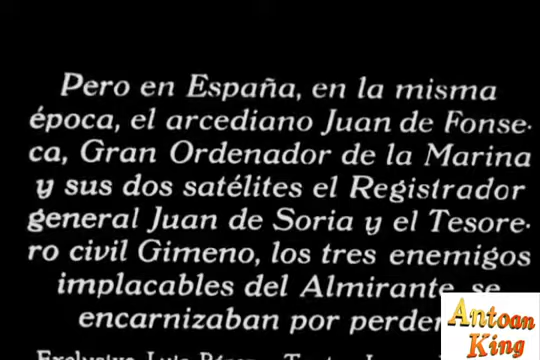 Pero en España, en la misma
época, el arcediano Juan de Fonse-
ca, Gran Ordenador de la Marina
y sus dos satélites el Registrador
general Juan de Soria y el Tesore-
ro civil Gimeno, los tres enemigos
implacables del Almirante, se
encarnizaban por
Antoan
King